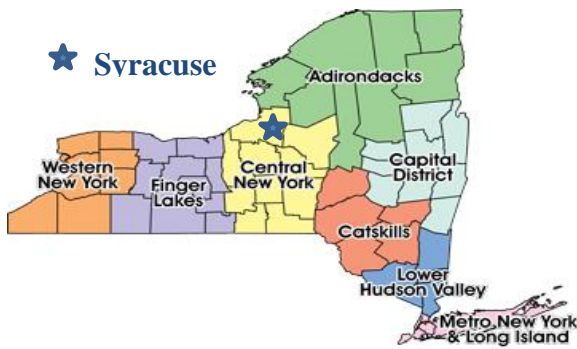 Syracuse
Adirondacks
Western
New York
Finger
Lakes
Central
New York
Capital
District
Catskills
Lower
Hudson Valley
Metro New York
& Long Island